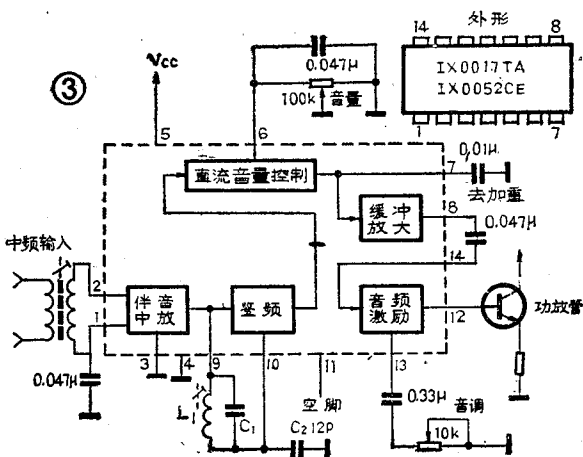 ③
Vcc
0.047μ
100k
音量
外形
14
8
IX0017TA
IX0052CE
1
7
5
6
直流音量控制
7
0,01μ
去加重
缓冲
放大
8
0.047μ
14
中频输入
2
1
伴音
中放
鉴频
音频
激励
12
功放管
3
4
9
10
11
13
0.047μ
L
C₁
C₂ 12P
空脚
0.33μ
音调
10k